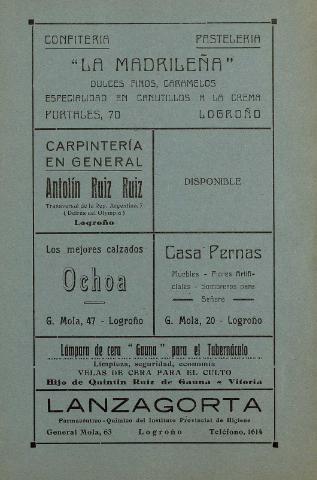 CONFITERIA PASTELERIA
"LA MADRILEÑA"
DULCES FINOS, CARAMELOS
ESPECIALIDAD EN CANUTILLOS A LA CREMA
PORTALES, 70 LOGROÑO
CARPINTERÍA
EN GENERAL
Antolín Ruiz Ruiz
Transversal de la Rep. Argentina, 7
(Detrás del Olympia)
Logroño
DISPONIBLE
Los mejores calzados
Ochoa
G. Mola, 47 - Logroño
Casa Pernas
Muebles - Flores Artifi-
ciales - Sombreros para
Señora
G. Mola, 20 - Logroño
Lámpara de cera "Gauna" para el Tabernáculo
Limpieza, seguridad, economía
VELAS DE CERA PARA EL CULTO
Hijo de Quintín Ruiz de Gauna - Vitoria
LANZAGORTA
Farmacéutico-Químico del Instituto Provincial de Higiene
General Mola, 63 Logroño Teléfono, 1614